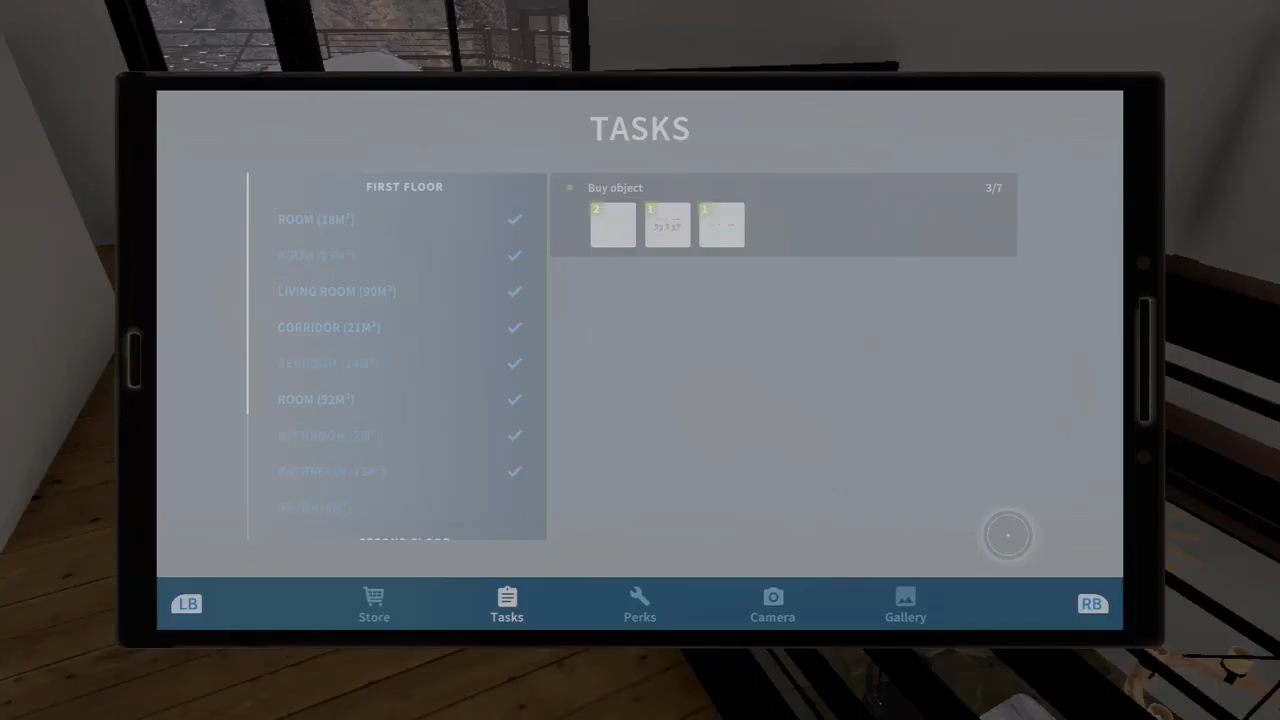 TASKS
FIRST FLOOR
Buy object
3/7
ROOM (18M²)
2
1
1
LIVING ROOM (90M²)
CORRIDOR (21M²)
ROOM (52M²)
LB
Store
Tasks
Perks
Camera
Gallery
RB